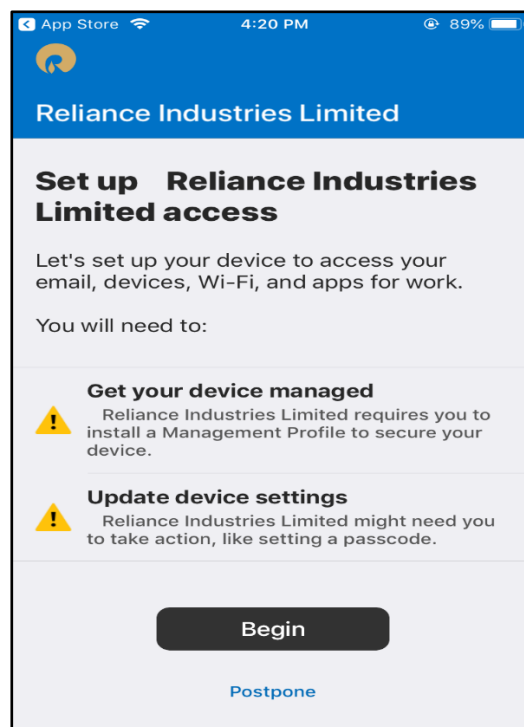 App Store 4:20 PM 89%
Reliance Industries Limited
Set up Reliance Industries
Limited access
Let's set up your device to access your
email, devices, Wi-Fi, and apps for work.
You will need to:
Get your device managed
Reliance Industries Limited requires you to
install a Management Profile to secure your
device.
Update device settings
Reliance Industries Limited might need you
to take action, like setting a passcode.
Begin
Postpone